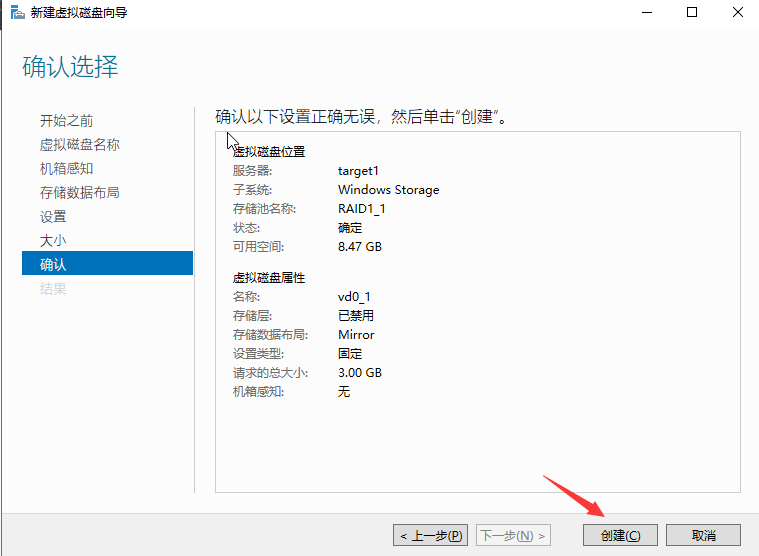 新建虚拟磁盘向导
确认选择
开始之前
虚拟磁盘名称
机箱感知
存储数据布局
设置
大小
确认
结果
确认以下设置正确无误，然后单击“创建”。
虚拟磁盘位置
服务器: target1
子系统: Windows Storage
存储池名称: RAID1_1
状态: 确定
可用空间: 8.47 GB
虚拟磁盘属性
名称: vd0_1
存储层: 已禁用
存储数据布局: Mirror
设置类型: 固定
请求的总大小: 3.00 GB
机箱感知: 无
< 上一步(P) 下一步(N) > 创建(C) 取消